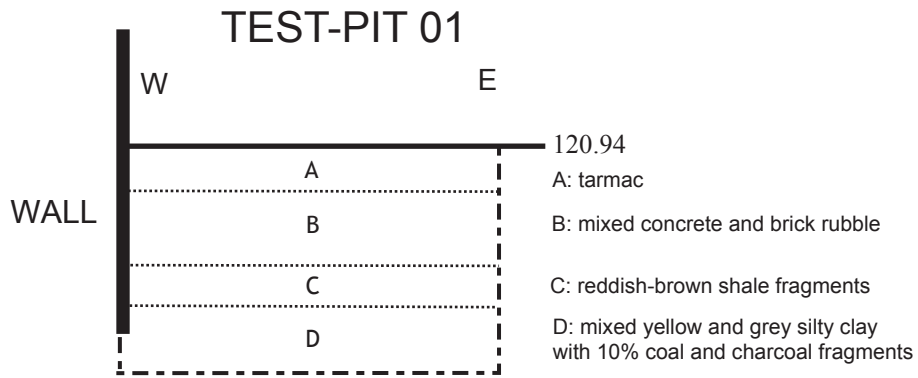 TEST-PIT 01
W
E
120.94
A
A: tarmac
WALL
B
B: mixed concrete and brick rubble
C
C: reddish-brown shale fragments
D
D: mixed yellow and grey silty clay
with 10% coal and charcoal fragments